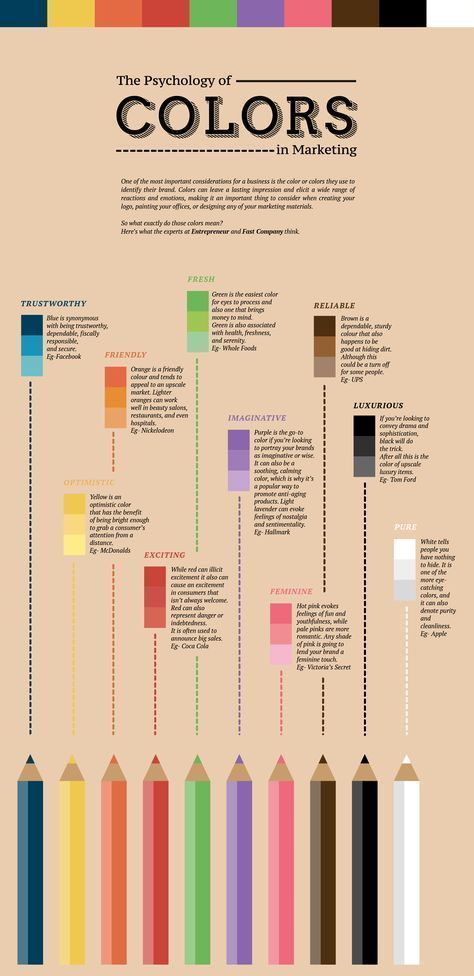 The Psychology of
COLORS
in Marketing
One of the most important considerations for a business is the color or colors they use to
identify their brand. Colors can leave a lasting impression and elicit a wide range of
reactions and emotions, making it an important thing to consider when creating your
logo, painting your offices, or designing any of your marketing materials.
So what exactly do those colors mean?
Here's what the experts at Entrepreneur and Fast Company think.
TRUSTWORTHY
Blue is synonymous
with being trustworthy,
dependable, fiscally
responsible,
and secure.
Eg-Facebook
FRIENDLY
Orange is a friendly
colour and tends to
appeal to an upscale
market. Lighter
oranges can work
well in beauty salons,
restaurants, and even
hospitals.
Eg- Nickelodeon
FRESH
Green is the easiest color
for eyes to process and
also one that brings
money to mind.
Green is also associated
with health, freshness,
and serenity.
Eg- Whole Foods
RELIABLE
Brown is a
dependable, sturdy
colour that also
happens to be
good at hiding dirt.
Although this
could be a turn off
for some people.
Eg- UPS
OPTIMISTIC
Yellow is an
optimistic color
that has the benefit
of being bright enough
to grab a consumer's
attention from a
distance.
Eg- McDonalds
IMAGINATIVE
Purple is the go-to
color if you're looking
to portray your brands
as imaginative or wise.
It can also be a
soothing, calming
color, which is why it's
a popular way to
promote anti-aging
products. Light
lavender can evoke
feelings of nostalgia
and sentimentality.
Eg- Hallmark
LUXURIOUS
If you're looking to
convey drama and
sophistication,
black will do
the trick.
After all this is the
color of upscale
luxury items.
Eg- Tom Ford
EXCITING
While red can illicit
excitement it also can
cause an excitement
in consumers that
isn't always welcome.
Red can also
represent danger or
indebtedness.
It is often used to
announce big sales.
Eg- Coca Cola
FEMININE
Hot pink evokes
feelings of fun and
youthfulness, while
pale pinks are more
romantic. Any shade
of pink is going to
lend your brand a
feminine touch.
Eg- Victoria's Secret
PURE
White tells
people you
have nothing
to hide. It is
one of the
more eye-
catching
colors, and
it can also
denote purity
and
cleanliness.
Eg- Apple